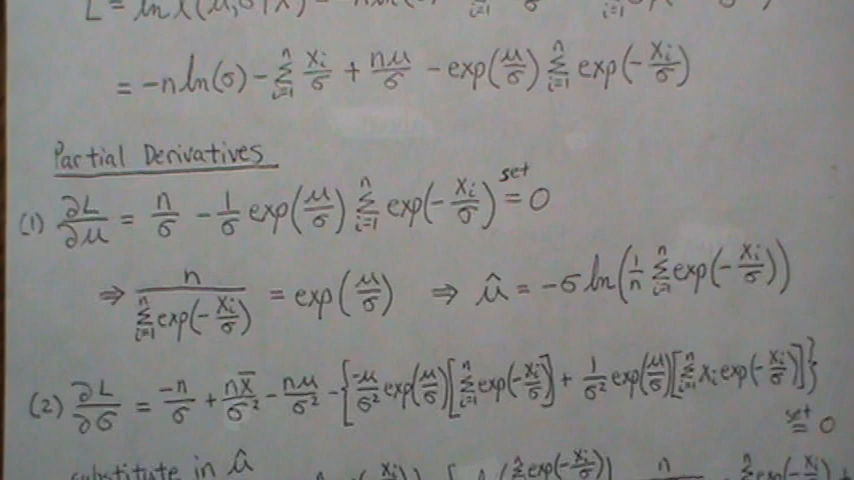 L = ln
= -n ln(σ) - Σ_{i=1}^{n} x_i/σ + nμ/σ - exp(μ/σ) Σ_{i=1}^{n} exp(-x_i/σ)
Partial Derivatives
(1) ∂L/∂μ = n/σ - 1/σ exp(μ/σ) Σ_{i=1}^{n} exp(-x_i/σ) set = 0
⇒ n/(Σ_{i=1}^{n} exp(-x_i/σ)) = exp(μ/σ) ⇒ μ̂ = -σ ln(1/n Σ_{i=1}^{n} exp(-x_i/σ))
(2) ∂L/∂σ = -n/σ + nx̄/σ² - nμ/σ² - {-μ/σ² exp(μ/σ)[Σ_{i=1}^{n} exp(-x_i/σ)] + 1/σ² exp(μ/σ)[Σ_{i=1}^{n} x_i exp(-x_i/σ)]}
set = 0
substitute in μ̂